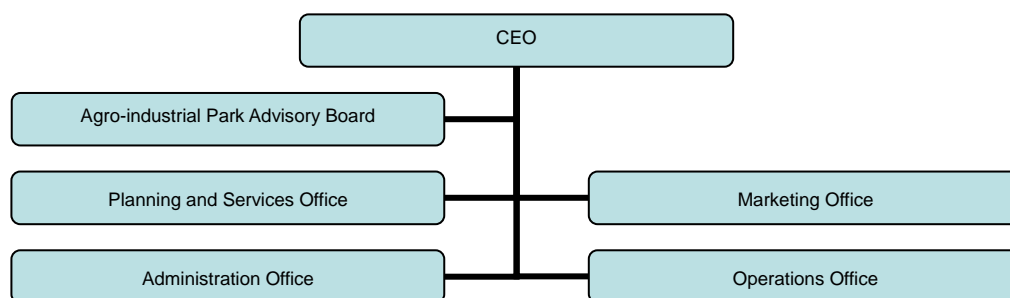 CEO
Agro-industrial Park Advisory Board
Planning and Services Office
Marketing Office
Administration Office
Operations Office